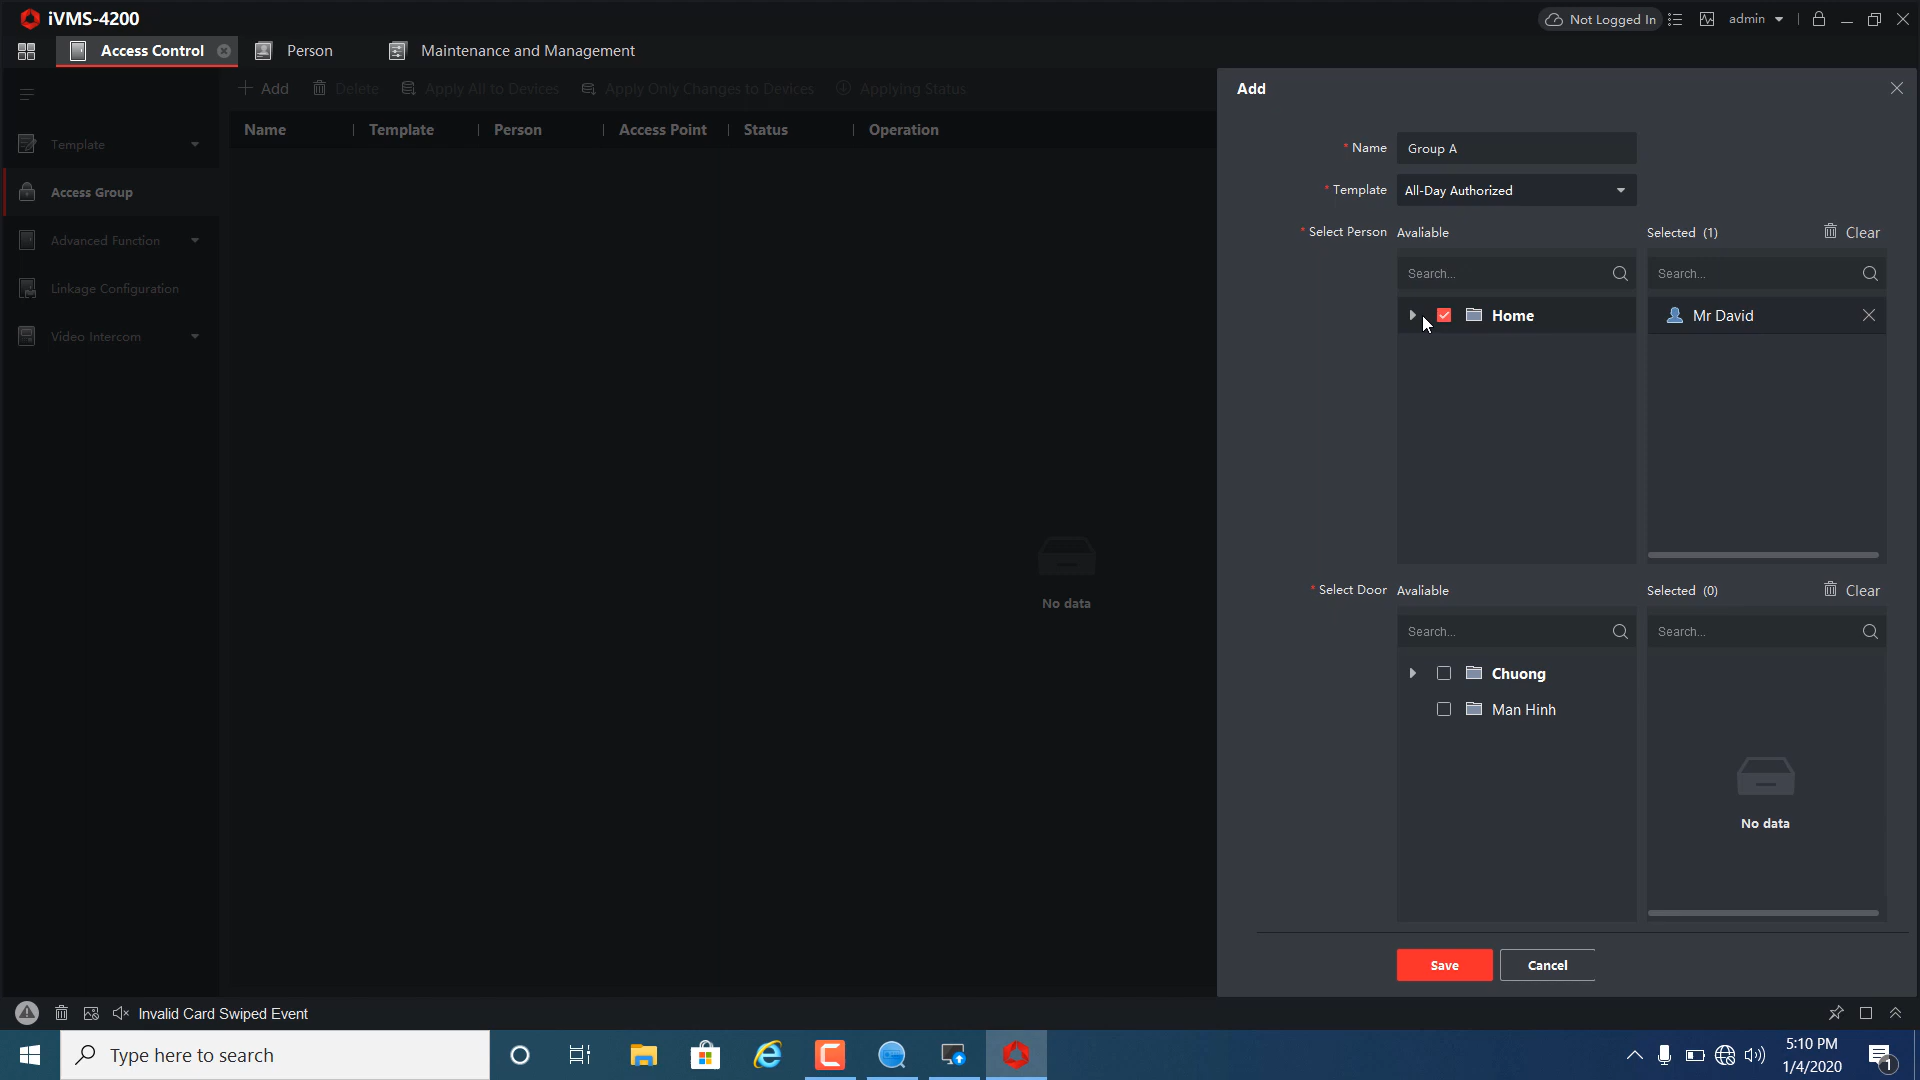 iVMS-4200
Not Logged In
admin
Access Control
Person
Maintenance and Management
Add
Delete
Apply All to Devices
Apply Only Changes to Devices
Applying Status
Name
Template
Person
Access Point
Status
Operation
Template
Access Group
Advanced Function
Linkage Configuration
Video Intercom
No data
Add
* Name
Group A
* Template
All-Day Authorized
* Select Person
Avaliable
Selected (1)
Clear
Search...
Search...
Home
Mr David
* Select Door
Avaliable
Selected (0)
Clear
Search...
Search...
Chuong
Man Hinh
No data
Save
Cancel
Invalid Card Swiped Event
Type here to search
5:10 PM
1/4/2020
1